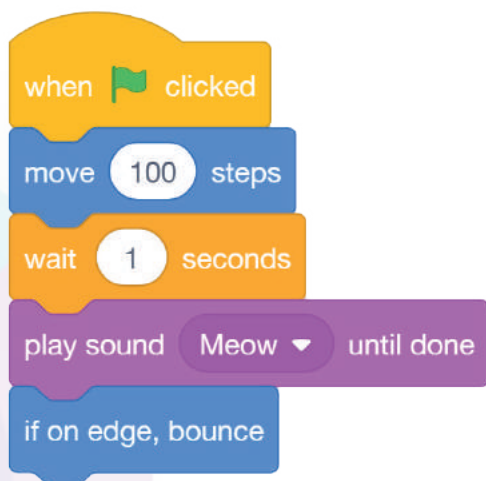 when clicked
move 100 steps
wait 1 seconds
play sound Meow until done
if on edge, bounce